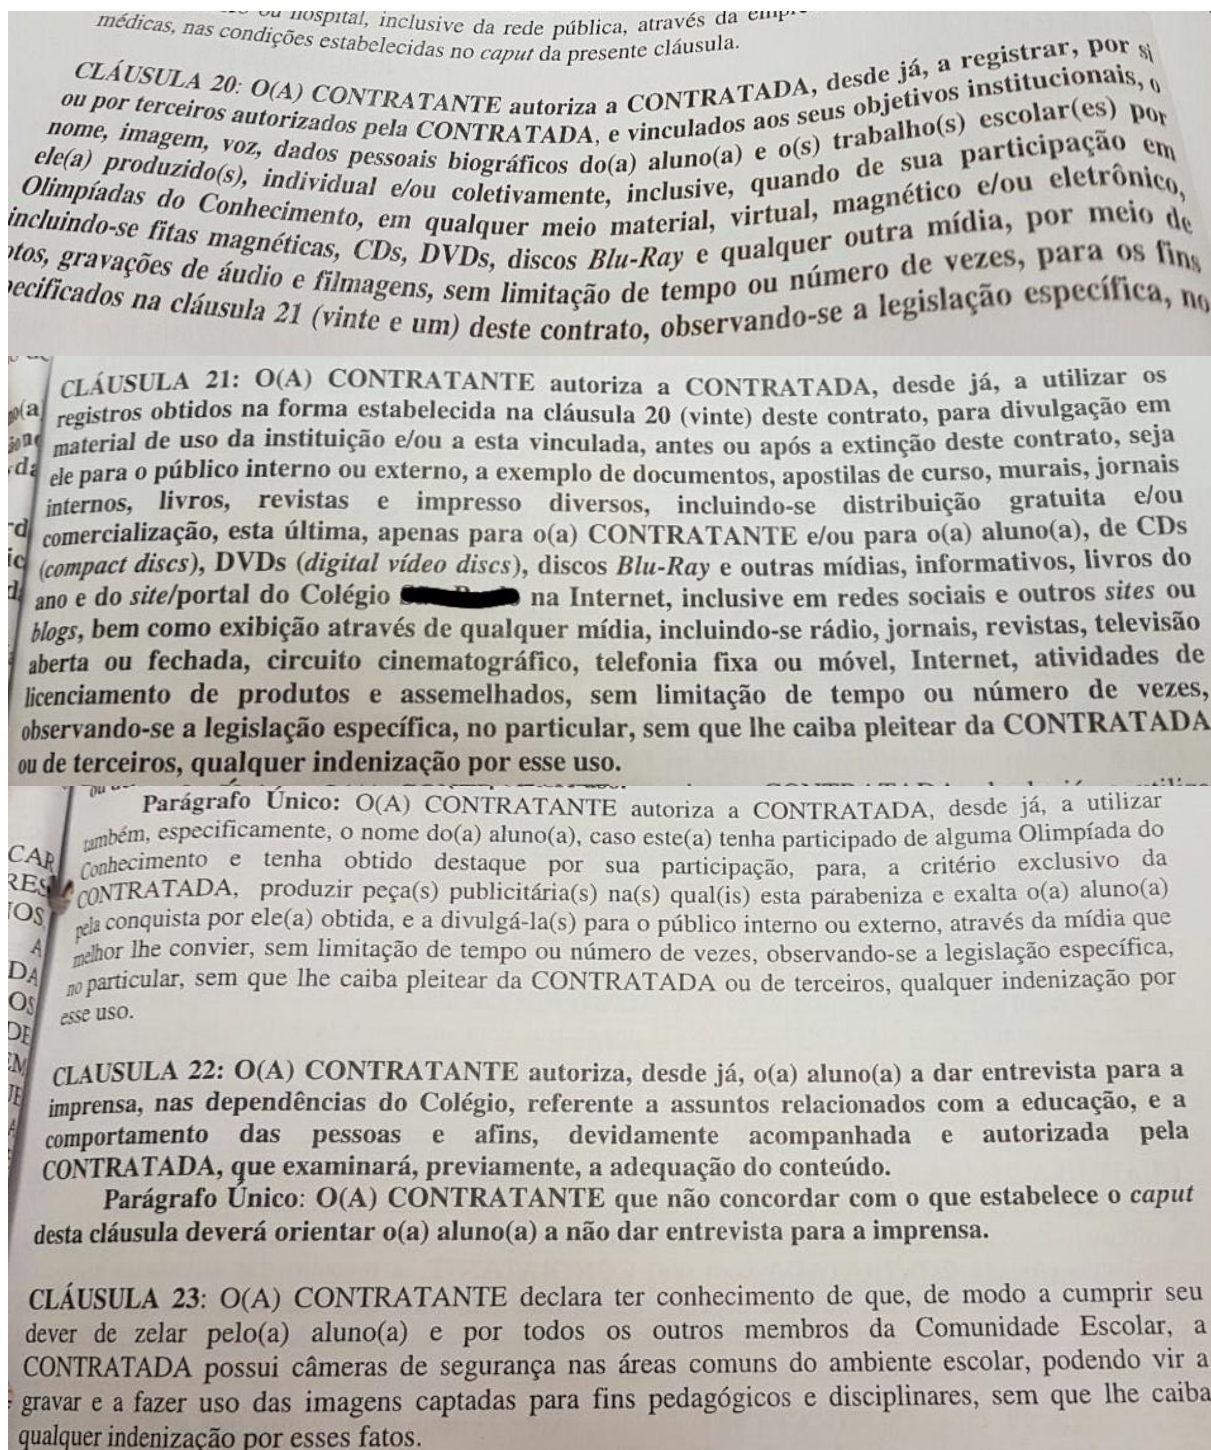 ou hospital, inclusive da rede pública, através da
médicas, nas condições estabelecidas no caput da presente cláusula.
CLÁUSULA 20: O(A) CONTRATANTE autoriza a CONTRATADA, desde já, a registrar, por si
ou por terceiros autorizados pela CONTRATADA, e vinculados aos seus objetivos institucionais, o
nome, imagem, voz, dados pessoais biográficos do(a) aluno(a) e o(s) trabalho(s) escolar(es) por
ele(a) produzido(s), individual e/ou coletivamente, inclusive, quando de sua participação em
Olimpíadas do Conhecimento, em qualquer meio material, virtual, magnético e/ou eletrônico,
incluindo-se fitas magnéticas, CDs, DVDs, discos Blu-Ray e qualquer outra mídia, por meio de
otos, gravações de áudio e filmagens, sem limitação de tempo ou número de vezes, para os fins
pecificados na cláusula 21 (vinte e um) deste contrato, observando-se a legislação específica, no
CLÁUSULA 21: O(A) CONTRATANTE autoriza a CONTRATADA, desde já, a utilizar os
registros obtidos na forma estabelecida na cláusula 20 (vinte) deste contrato, para divulgação em
material de uso da instituição e/ou a esta vinculada, antes ou após a extinção deste contrato, seja
ele para o público interno ou externo, a exemplo de documentos, apostilas de curso, murais, jornais
internos, livros, revistas e impresso diversos, incluindo-se distribuição gratuita e/ou
comercialização, esta última, apenas para o(a) CONTRATANTE e/ou para o(a) aluno(a), de CDs
(compact discs), DVDs (digital vídeo discs), discos Blu-Ray e outras mídias, informativos, livros do
ano e do site/portal do Colégio na Internet, inclusive em redes sociais e outros sites ou
blogs, bem como exibição através de qualquer mídia, incluindo-se rádio, jornais, revistas, televisão
aberta ou fechada, circuito cinematográfico, telefonia fixa ou móvel, Internet, atividades de
licenciamento de produtos e assemelhados, sem limitação de tempo ou número de vezes,
observando-se a legislação específica, no particular, sem que lhe caiba pleitear da CONTRATADA
ou de terceiros, qualquer indenização por esse uso.
Parágrafo Único: O(A) CONTRATANTE autoriza a CONTRATADA, desde já, a utilizar
também, especificamente, o nome do(a) aluno(a), caso este(a) tenha participado de alguma Olimpíada do
Conhecimento e tenha obtido destaque por sua participação, para, a critério exclusivo da
CONTRATADA, produzir peça(s) publicitária(s) na(s) qual(is) esta parabeniza e exalta o(a) aluno(a)
pela conquista por ele(a) obtida, e a divulgá-la(s) para o público interno ou externo, através da mídia que
melhor lhe convier, sem limitação de tempo ou número de vezes, observando-se a legislação específica,
no particular, sem que lhe caiba pleitear da CONTRATADA ou de terceiros, qualquer indenização por
esse uso.
CLAUSULA 22: O(A) CONTRATANTE autoriza, desde já, o(a) aluno(a) a dar entrevista para a
imprensa, nas dependências do Colégio, referente a assuntos relacionados com a educação, e a
comportamento das pessoas e afins, devidamente acompanhada e autorizada pela
CONTRATADA, que examinará, previamente, a adequação do conteúdo.
Parágrafo Único: O(A) CONTRATANTE que não concordar com o que estabelece o caput
desta cláusula deverá orientar o(a) aluno(a) a não dar entrevista para a imprensa.
CLÁUSULA 23: O(A) CONTRATANTE declara ter conhecimento de que, de modo a cumprir seu
dever de zelar pelo(a) aluno(a) e por todos os outros membros da Comunidade Escolar, a
CONTRATADA possui câmeras de segurança nas áreas comuns do ambiente escolar, podendo vir a
gravar e a fazer uso das imagens captadas para fins pedagógicos e disciplinares, sem que lhe caiba
qualquer indenização por esses fatos.